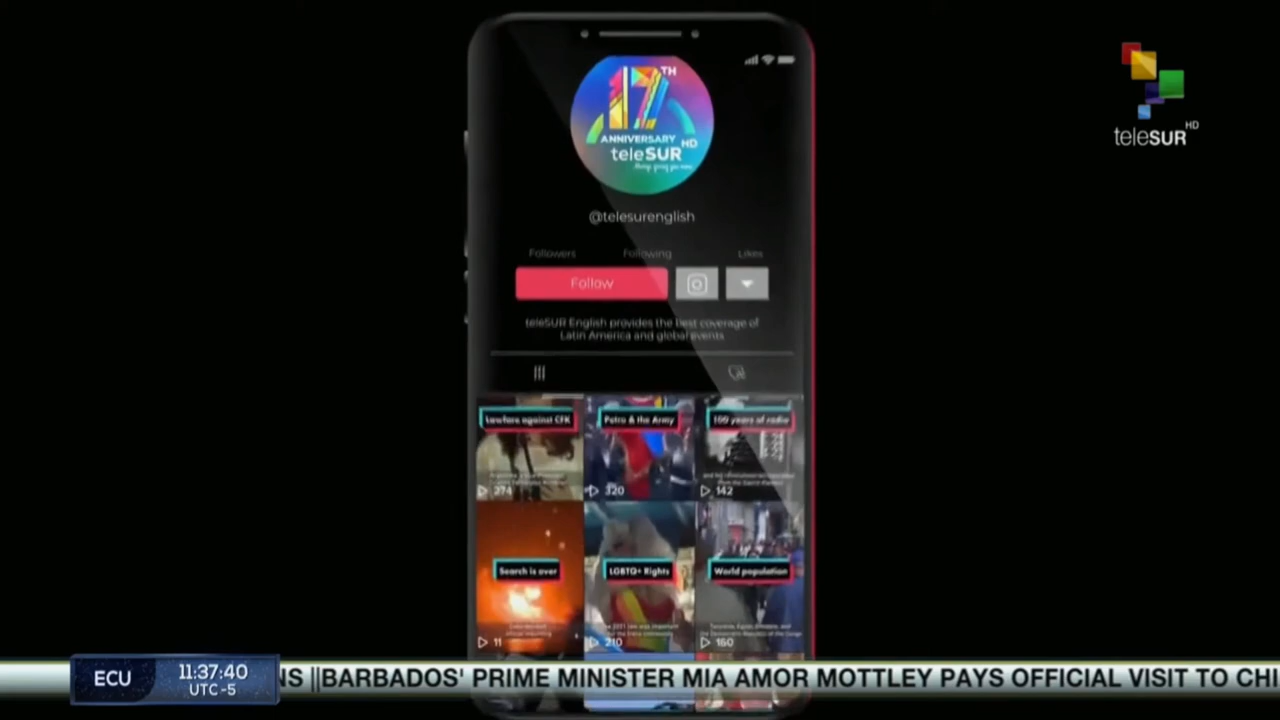 17TH
ANNIVERSARY
teleSUR HD
teleSUR HD
@telesurenglish
Followers Following Likes
Follow
teleSUR English provides the best coverage of
Latin America and global events
Lawfare against CFK
Petro & the Army
100 years of radio
274
320
142
Search is over
LGBTQ+ Rights
World population
11
210
160
ECU
11:37:40
UTC -5
NS ||BARBADOS' PRIME MINISTER MIA AMOR MOTTLEY PAYS OFFICIAL VISIT TO CHI